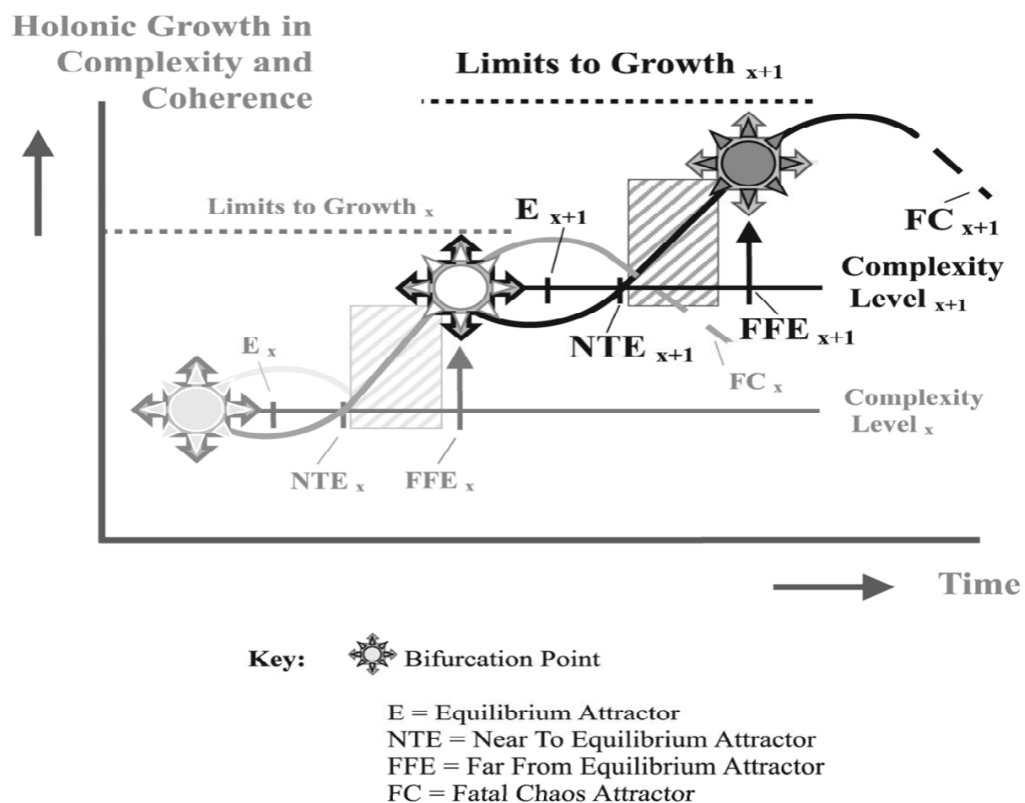 Holonic Growth in
Complexity and
Coherence
Limits to Growth x+1
Limits to Growth x
E x+1
FC x+1
Complexity
Level x+1
NTE x+1
FFE x+1
E x
FC x
Complexity
Level x
NTE x
FFE x
Time
Key:
Bifurcation Point
E = Equilibrium Attractor
NTE = Near To Equilibrium Attractor
FFE = Far From Equilibrium Attractor
FC = Fatal Chaos Attractor